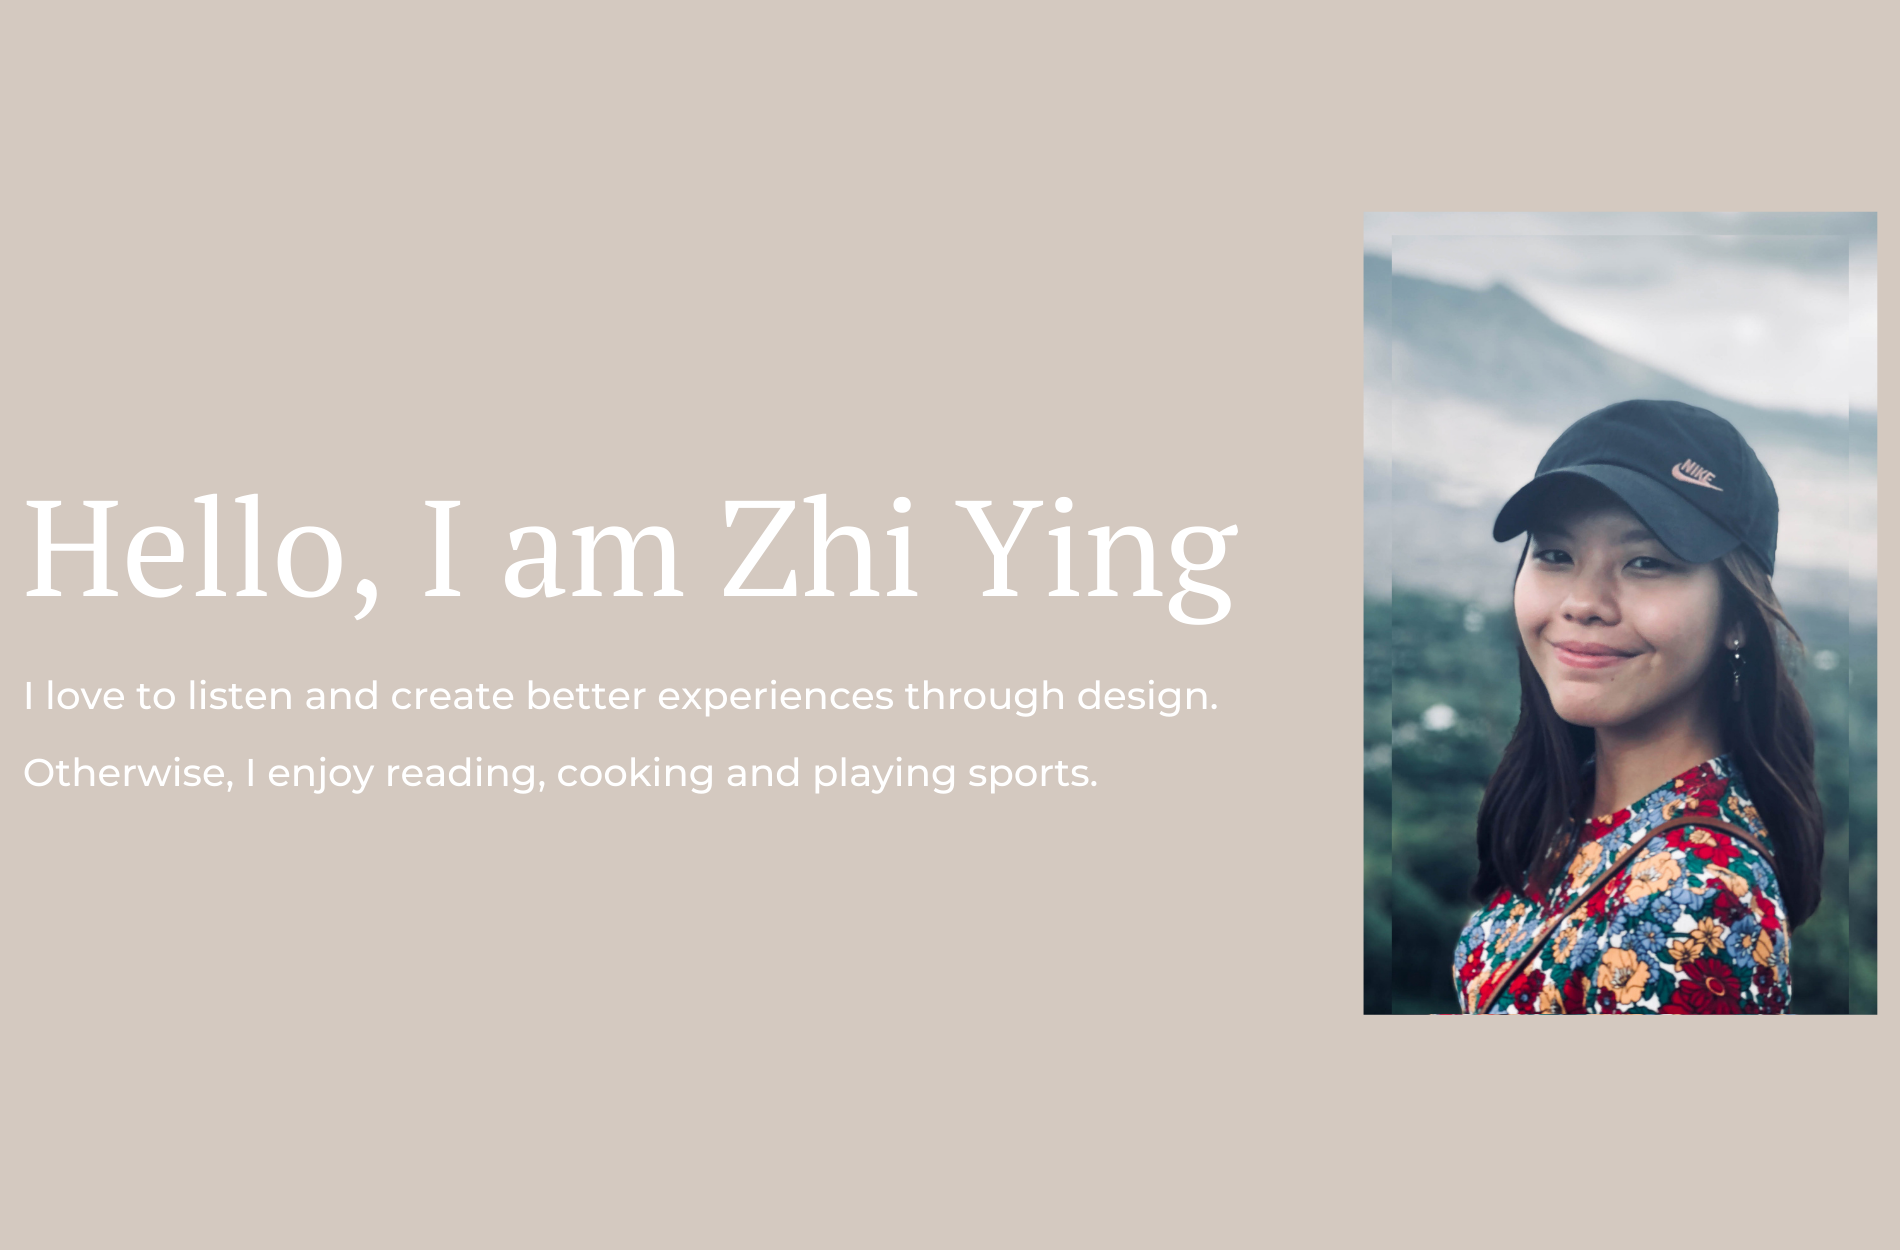 Hello, I am Zhi Ying
I love to listen and create better experiences through design.
Otherwise, I enjoy reading, cooking and playing sports.
NIKE